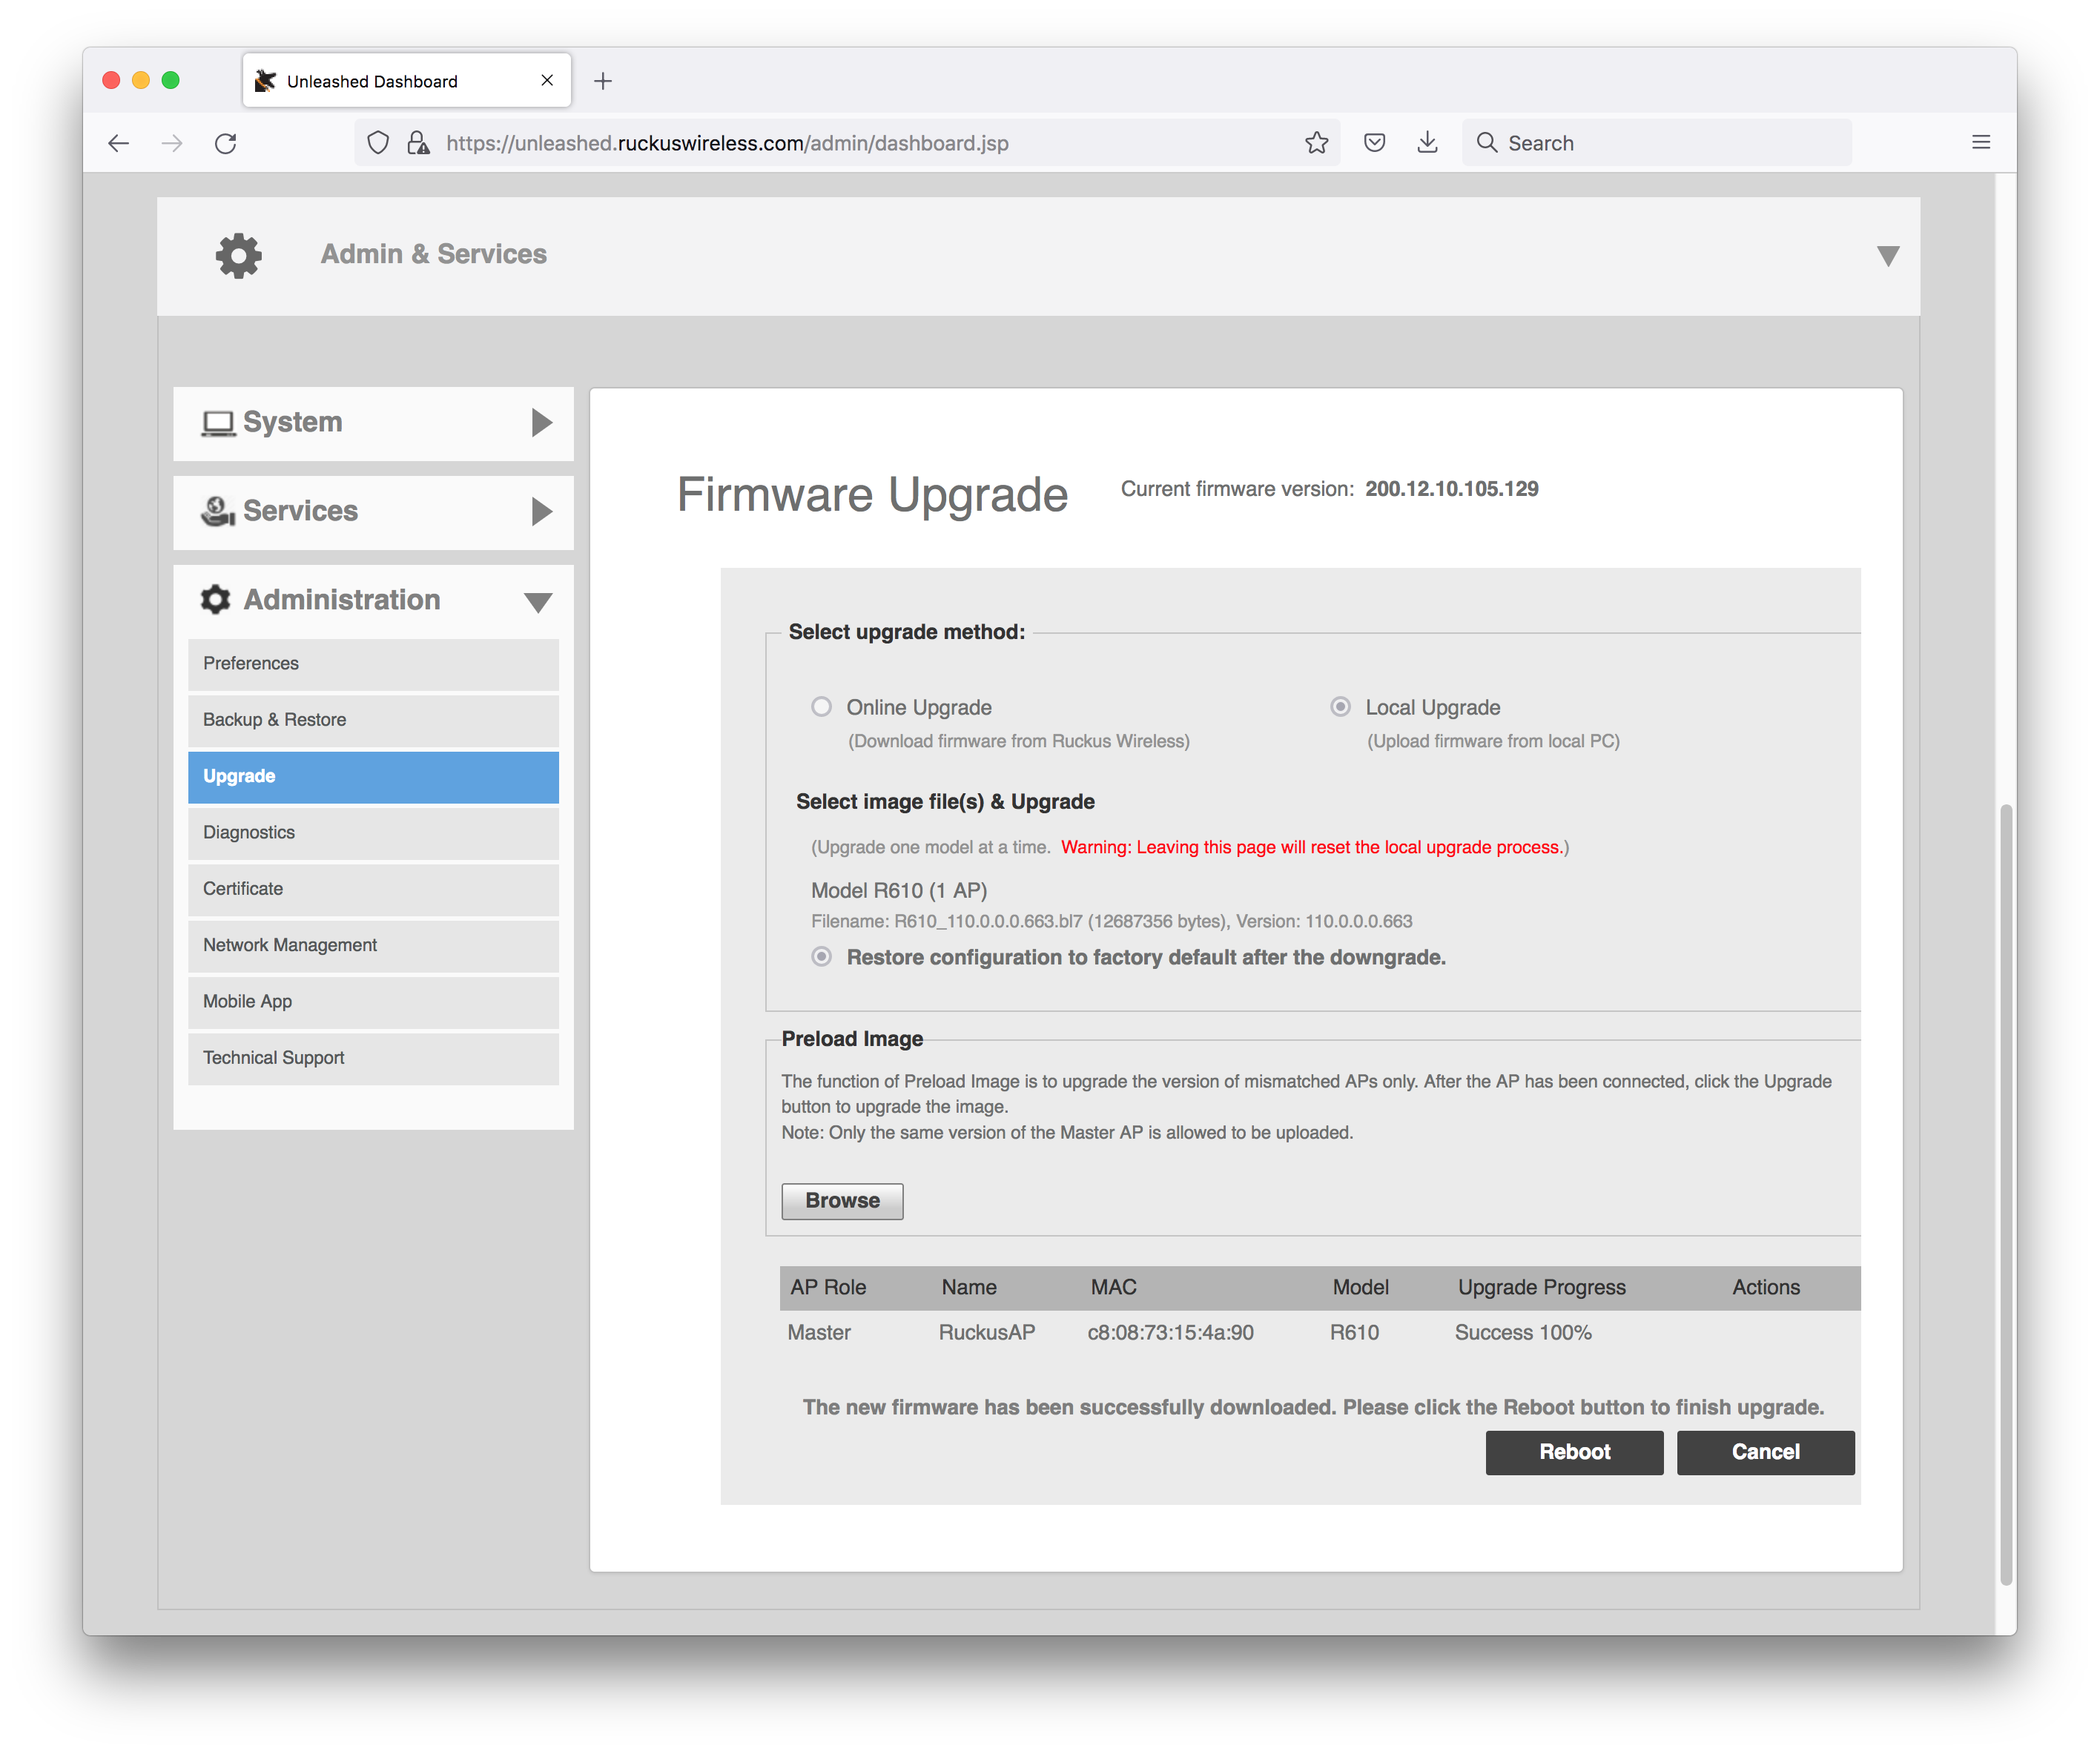 Unleashed Dashboard
https://unleashed.ruckuswireless.com/admin/dashboard.jsp
Search
Admin & Services
System
Services
Administration
Preferences
Backup & Restore
Upgrade
Diagnostics
Certificate
Network Management
Mobile App
Technical Support
Firmware Upgrade
Current firmware version: 200.12.10.105.129
Select upgrade method:
Online Upgrade
(Download firmware from Ruckus Wireless)
Local Upgrade
(Upload firmware from local PC)
Select image file(s) & Upgrade
(Upgrade one model at a time. Warning: Leaving this page will reset the local upgrade process.)
Model R610 (1 AP)
Filename: R610_110.0.0.0.663.bl7 (12687356 bytes), Version: 110.0.0.0.663
Restore configuration to factory default after the downgrade.
Preload Image
The function of Preload Image is to upgrade the version of mismatched APs only. After the AP has been connected, click the Upgrade
button to upgrade the image.
Note: Only the same version of the Master AP is allowed to be uploaded.
Browse
AP Role Name MAC Model Upgrade Progress Actions
Master RuckusAP c8:08:73:15:4a:90 R610 Success 100%
The new firmware has been successfully downloaded. Please click the Reboot button to finish upgrade.
Reboot Cancel